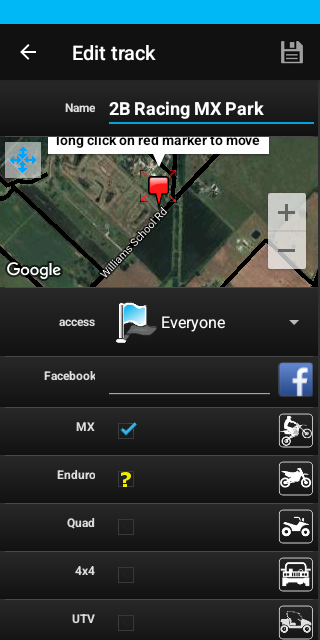 Edit track
Name
2B Racing MX Park
long click on red marker to move
Williams School Rd
Google
access
Everyone
Facebook
f
MX
Enduro
?
Quad
4x4
UTV